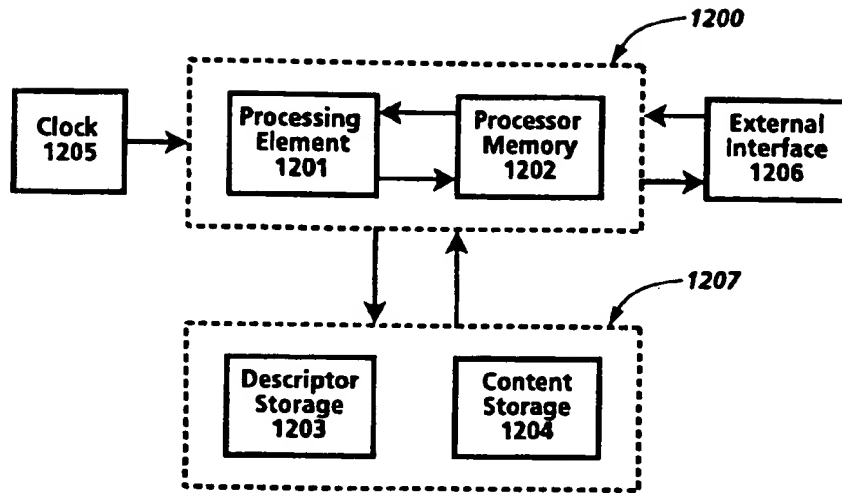 1200
Clock
1205
Processing
Element
1201
Processor
Memory
1202
External
Interface
1206
1207
Descriptor
Storage
1203
Content
Storage
1204